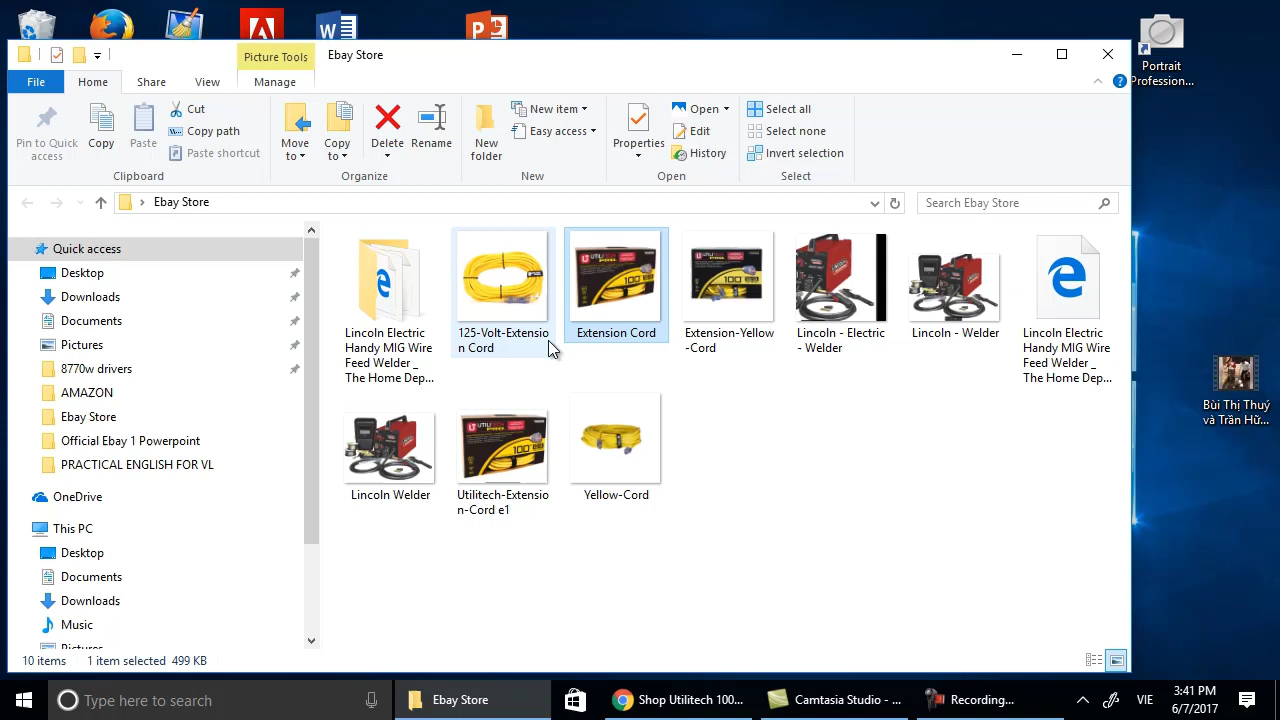 Picture Tools
Ebay Store
File
Home
Share
View
Manage
Pin to Quick
access
Copy
Paste
Cut
Copy path
Paste shortcut
Clipboard
Move
to
Copy
to
Delete
Rename
Organize
New
folder
New item
Easy access
New
Properties
Open
Edit
History
Open
Select all
Select none
Invert selection
Select
Ebay Store
Search Ebay Store
Quick access
Desktop
Downloads
Documents
Pictures
8770w drivers
AMAZON
Ebay Store
Official Ebay 1 Powerpoint
PRACTICAL ENGLISH FOR VL
OneDrive
This PC
Desktop
Documents
Downloads
Music
Pictures
Lincoln Electric
Handy MIG Wire
Feed Welder _
The Home Dep...
125-Volt-Extensio
n Cord
Extension Cord
Extension-Yellow
-Cord
Lincoln - Electric
- Welder
Lincoln - Welder
Lincoln Electric
Handy MIG Wire
Feed Welder _
The Home Dep...
Lincoln Welder
Utilitech-Extensio
n-Cord e1
Yellow-Cord
10 items
1 item selected 499 KB
Portrait
Profession...
Bùi Thị Thuý
và Trần Hữ...
Type here to search
Ebay Store
Shop Utilitech 100...
Camtasia Studio - ...
Recording...
VIE
3:41 PM
6/7/2017